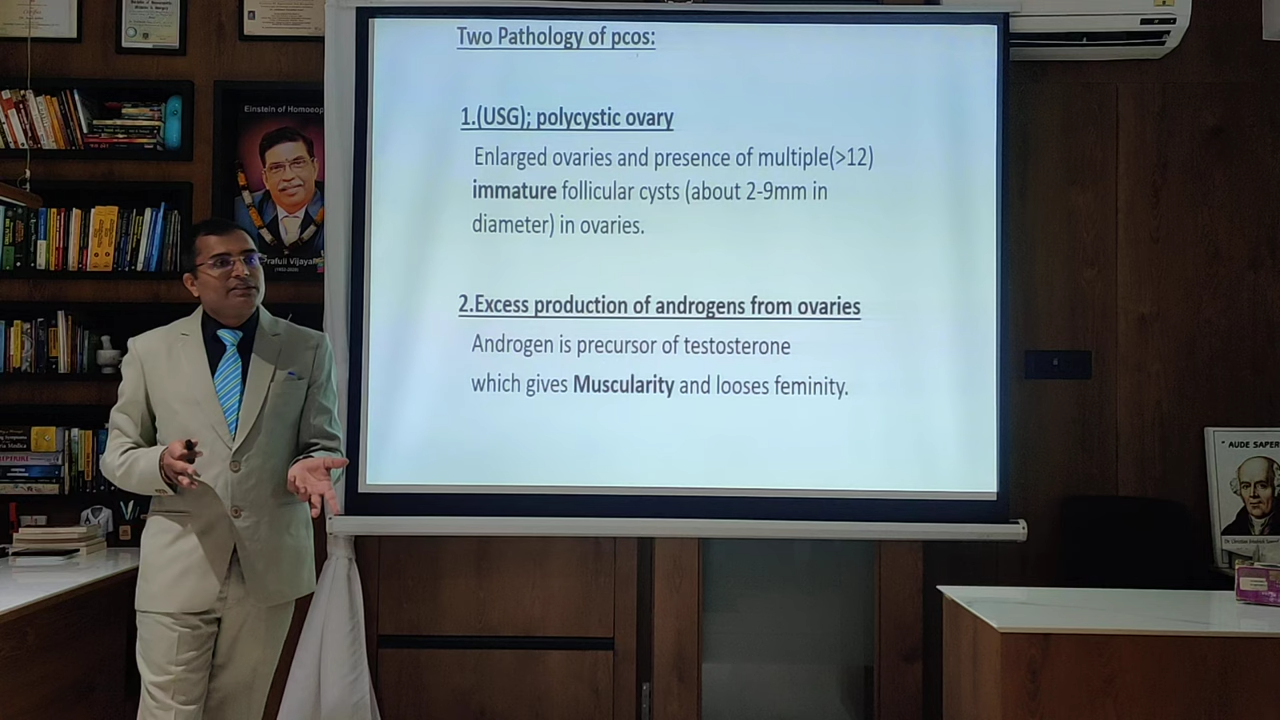 Two Pathology of pcos:
1.(USG); polycystic ovary
Enlarged ovaries and presence of multiple(>12)
immature follicular cysts (about 2-9mm in
diameter) in ovaries.
2.Excess production of androgens from ovaries
Androgen is precursor of testosterone
which gives Muscularity and looses feminity.
Einstein of Homoeop
rafull Vijayak
" AUDE SAPER